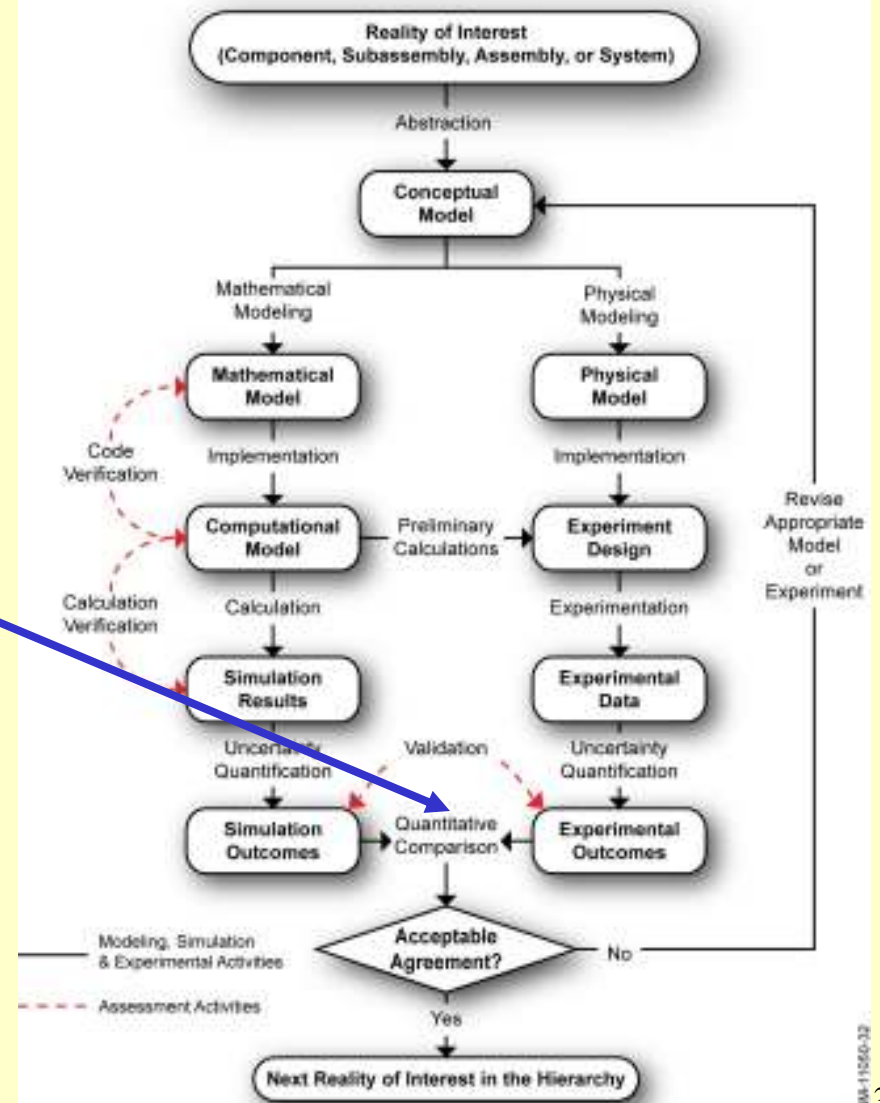 Reality of Interest
(Component, Subassembly, Assembly, or System)
Abstraction
Conceptual
Model
Mathematical
Modeling
Physical
Modeling
Mathematical
Model
Physical
Model
Code
Verification
Implementation
Implementation
Revise
Appropriate
Model
or
Experiment
Computational
Model
Preliminary
Calculations
Experiment
Design
Calculation
Verification
Calculation
Experimentation
Simulation
Results
Experimental
Data
Uncertainty
Quantification
Validation
Uncertainty
Quantification
Simulation
Outcomes
Quantitative
Comparison
Experimental
Outcomes
Modeling, Simulation
& Experimental Activities
Acceptable
Agreement?
No
Assessment Activities
Yes
Next Reality of Interest in the Hierarchy